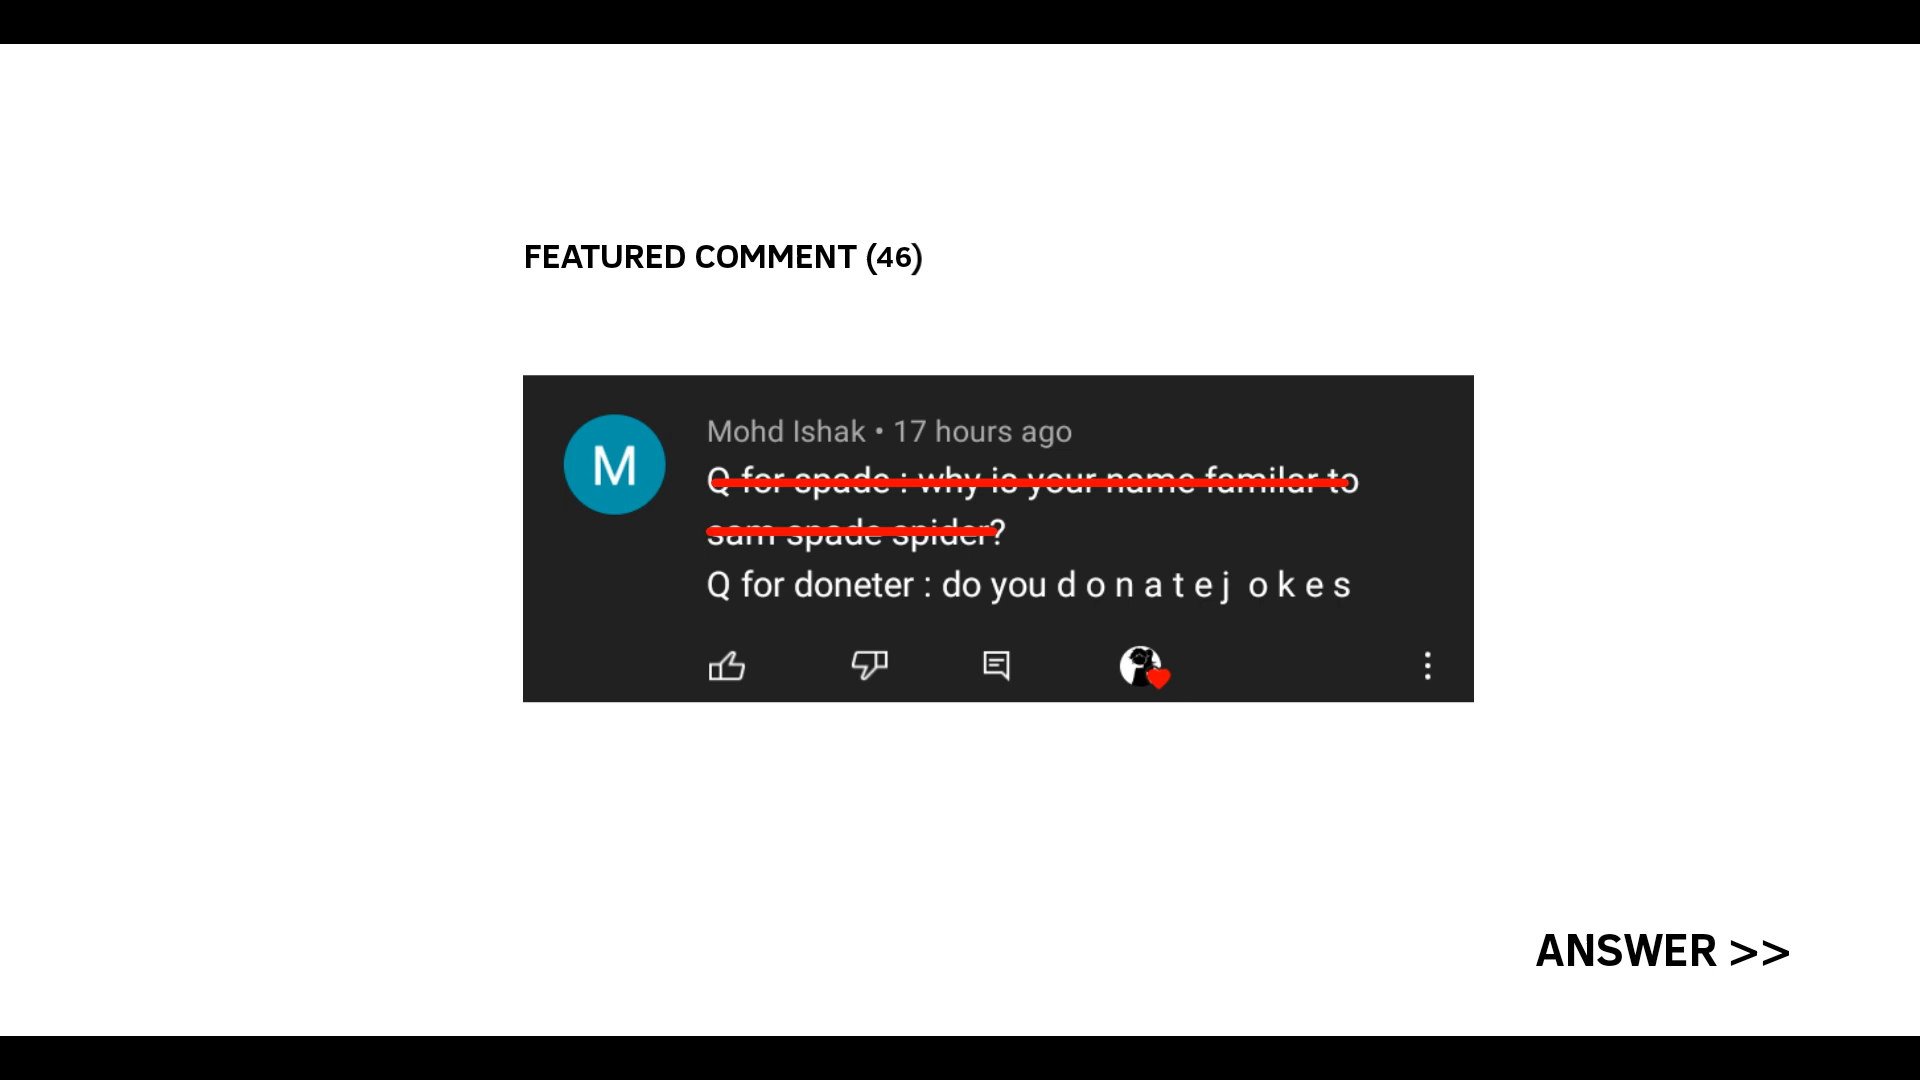 FEATURED COMMENT (46)
M
Mohd Ishak • 17 hours ago
Q for spade : why is your name familar to
sam spade spider?
Q for doneter : do you d o n a t e j  o k e s
ANSWER >>